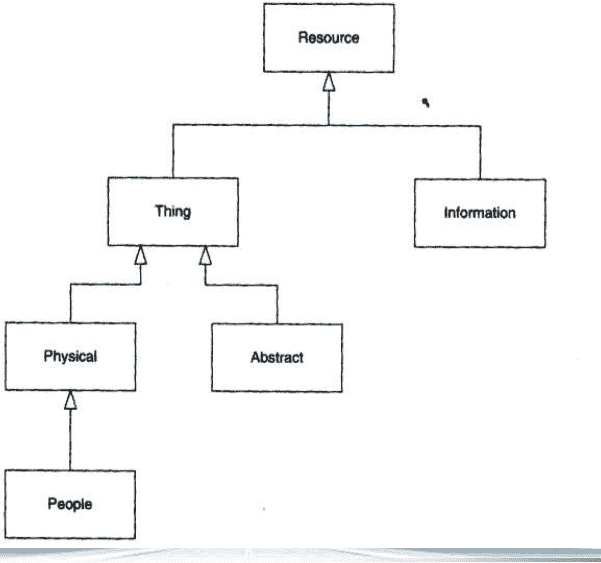 Resource
Thing
Information
Physical
Abstract
People